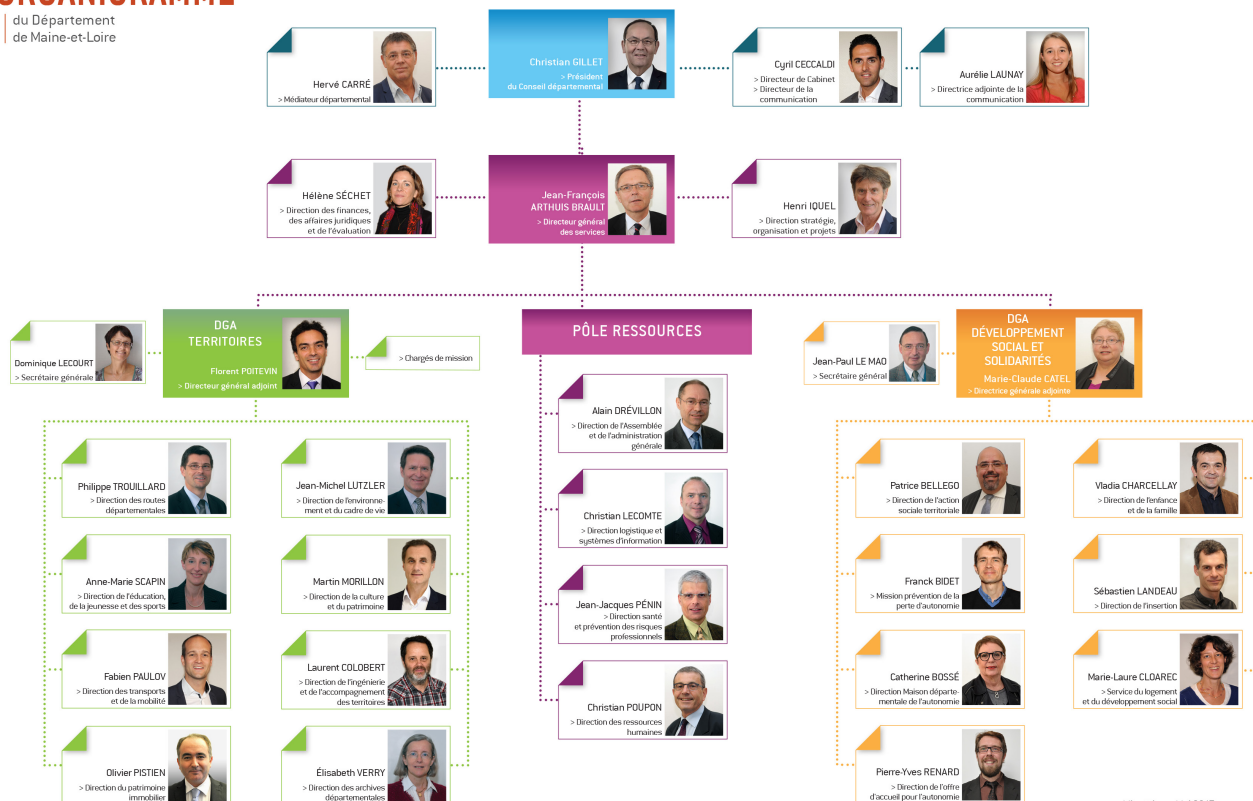 ORGANIGRAMME
du Département
de Maine-et-Loire
Hervé CARRÉ
> Médiateur départemental
Christian GILLET
> Président
du Conseil départemental
Cyril CECCALDI
> Directeur de Cabinet
> Directeur de la
communication
Aurélie LAUNAY
> Directrice adjointe de la
communication
Hélène SÉCHET
> Direction des finances,
des affaires juridiques
et de l'évaluation
Jean-François
ARTHUIS BRAULT
> Directeur général
des services
Henri IQUEL
> Direction stratégie,
organisation et projets
Dominique LECOURT
> Secrétaire générale
DGA
TERRITOIRES
Florent POITEVIN
> Directeur général adjoint
> Chargés de mission
PÔLE RESSOURCES
Jean-Paul LE MAO
> Secrétaire général
DGA
DÉVELOPPEMENT
SOCIAL ET
SOLIDARITÉS
Marie-Claude CATEL
> Directrice générale adjointe
Philippe TROUILLARD
> Direction des routes
départementales
Jean-Michel LUTZLER
> Direction de l'environne-
ment et du cadre de vie
Anne-Marie SCAPIN
> Direction de l'éducation,
de la jeunesse et des sports
Martin MORILLON
> Direction de la culture
et du patrimoine
Fabien PAULOV
> Direction des transports
et de la mobilité
Laurent COLOBERT
> Direction de l'ingénierie
et de l'accompagnement
des territoires
Olivier PISTIEN
> Direction du patrimoine
immobilier
Élisabeth VERRY
> Direction des archives
départementales
Alain DRÉVILLON
> Direction de l'Assemblée
et de l'administration
générale
Christian LECOMTE
> Direction logistique et
systèmes d'information
Jean-Jacques PÉNIN
> Direction santé
et prévention des risques
professionnels
Christian POUPON
> Direction des ressources
humaines
Patrice BELLEGO
> Direction de l'action
sociale territoriale
Vladia CHARCELLAY
> Direction de l'enfance
et de la famille
Franck BIDET
> Mission prévention de la
perte d'autonomie
Sébastien LANDEAU
> Direction de l'insertion
Catherine BOSSÉ
> Direction Maison départe-
mentale de l'autonomie
Marie-Laure CLOAREC
> Service du logement
et du développement social
Pierre-Yves RENARD
> Direction de l'offre
d'accueil pour l'autonomie